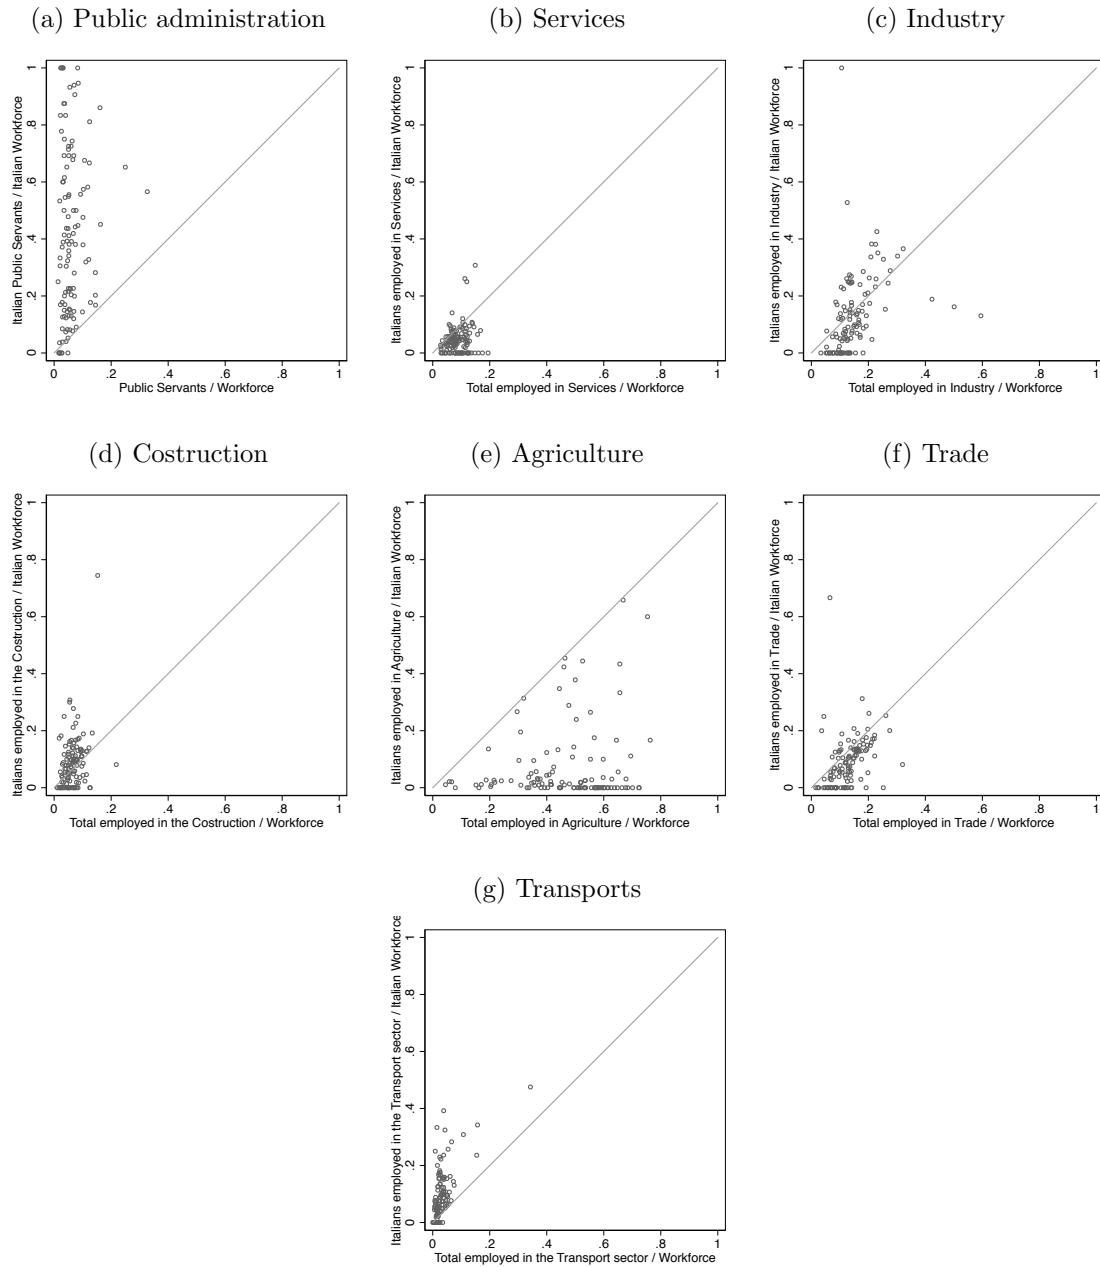 (a) Public administration
(b) Services
(c) Industry
Italian Public Servants / Italian Workforce
0 .2 .4 .6 .8 1
0 .2 .4 .6 .8 1
Public Servants / Workforce
Italians employed in Services / Italian Workforce
0 .2 .4 .6 .8 1
0 .2 .4 .6 .8 1
Total employed in Services / Workforce
Italians employed in Industry / Italian Workforce
0 .2 .4 .6 .8 1
0 .2 .4 .6 .8 1
Total employed in Industry / Workforce
(d) Costruction
(e) Agriculture
(f) Trade
Italians employed in the Costruction / Italian Workforce
0 .2 .4 .6 .8 1
0 .2 .4 .6 .8 1
Total employed in the Costruction / Workforce
Italians employed in Agriculture / Italian Workforce
0 .2 .4 .6 .8 1
0 .2 .4 .6 .8 1
Total employed in Agriculture / Workforce
Italians employed in Trade / Italian Workforce
0 .2 .4 .6 .8 1
0 .2 .4 .6 .8 1
Total employed in Trade / Workforce
(g) Transports
Italians employed in the Transport sector / Italian Workforce
0 .2 .4 .6 .8 1
0 .2 .4 .6 .8 1
Total employed in the Transport sector / Workforce